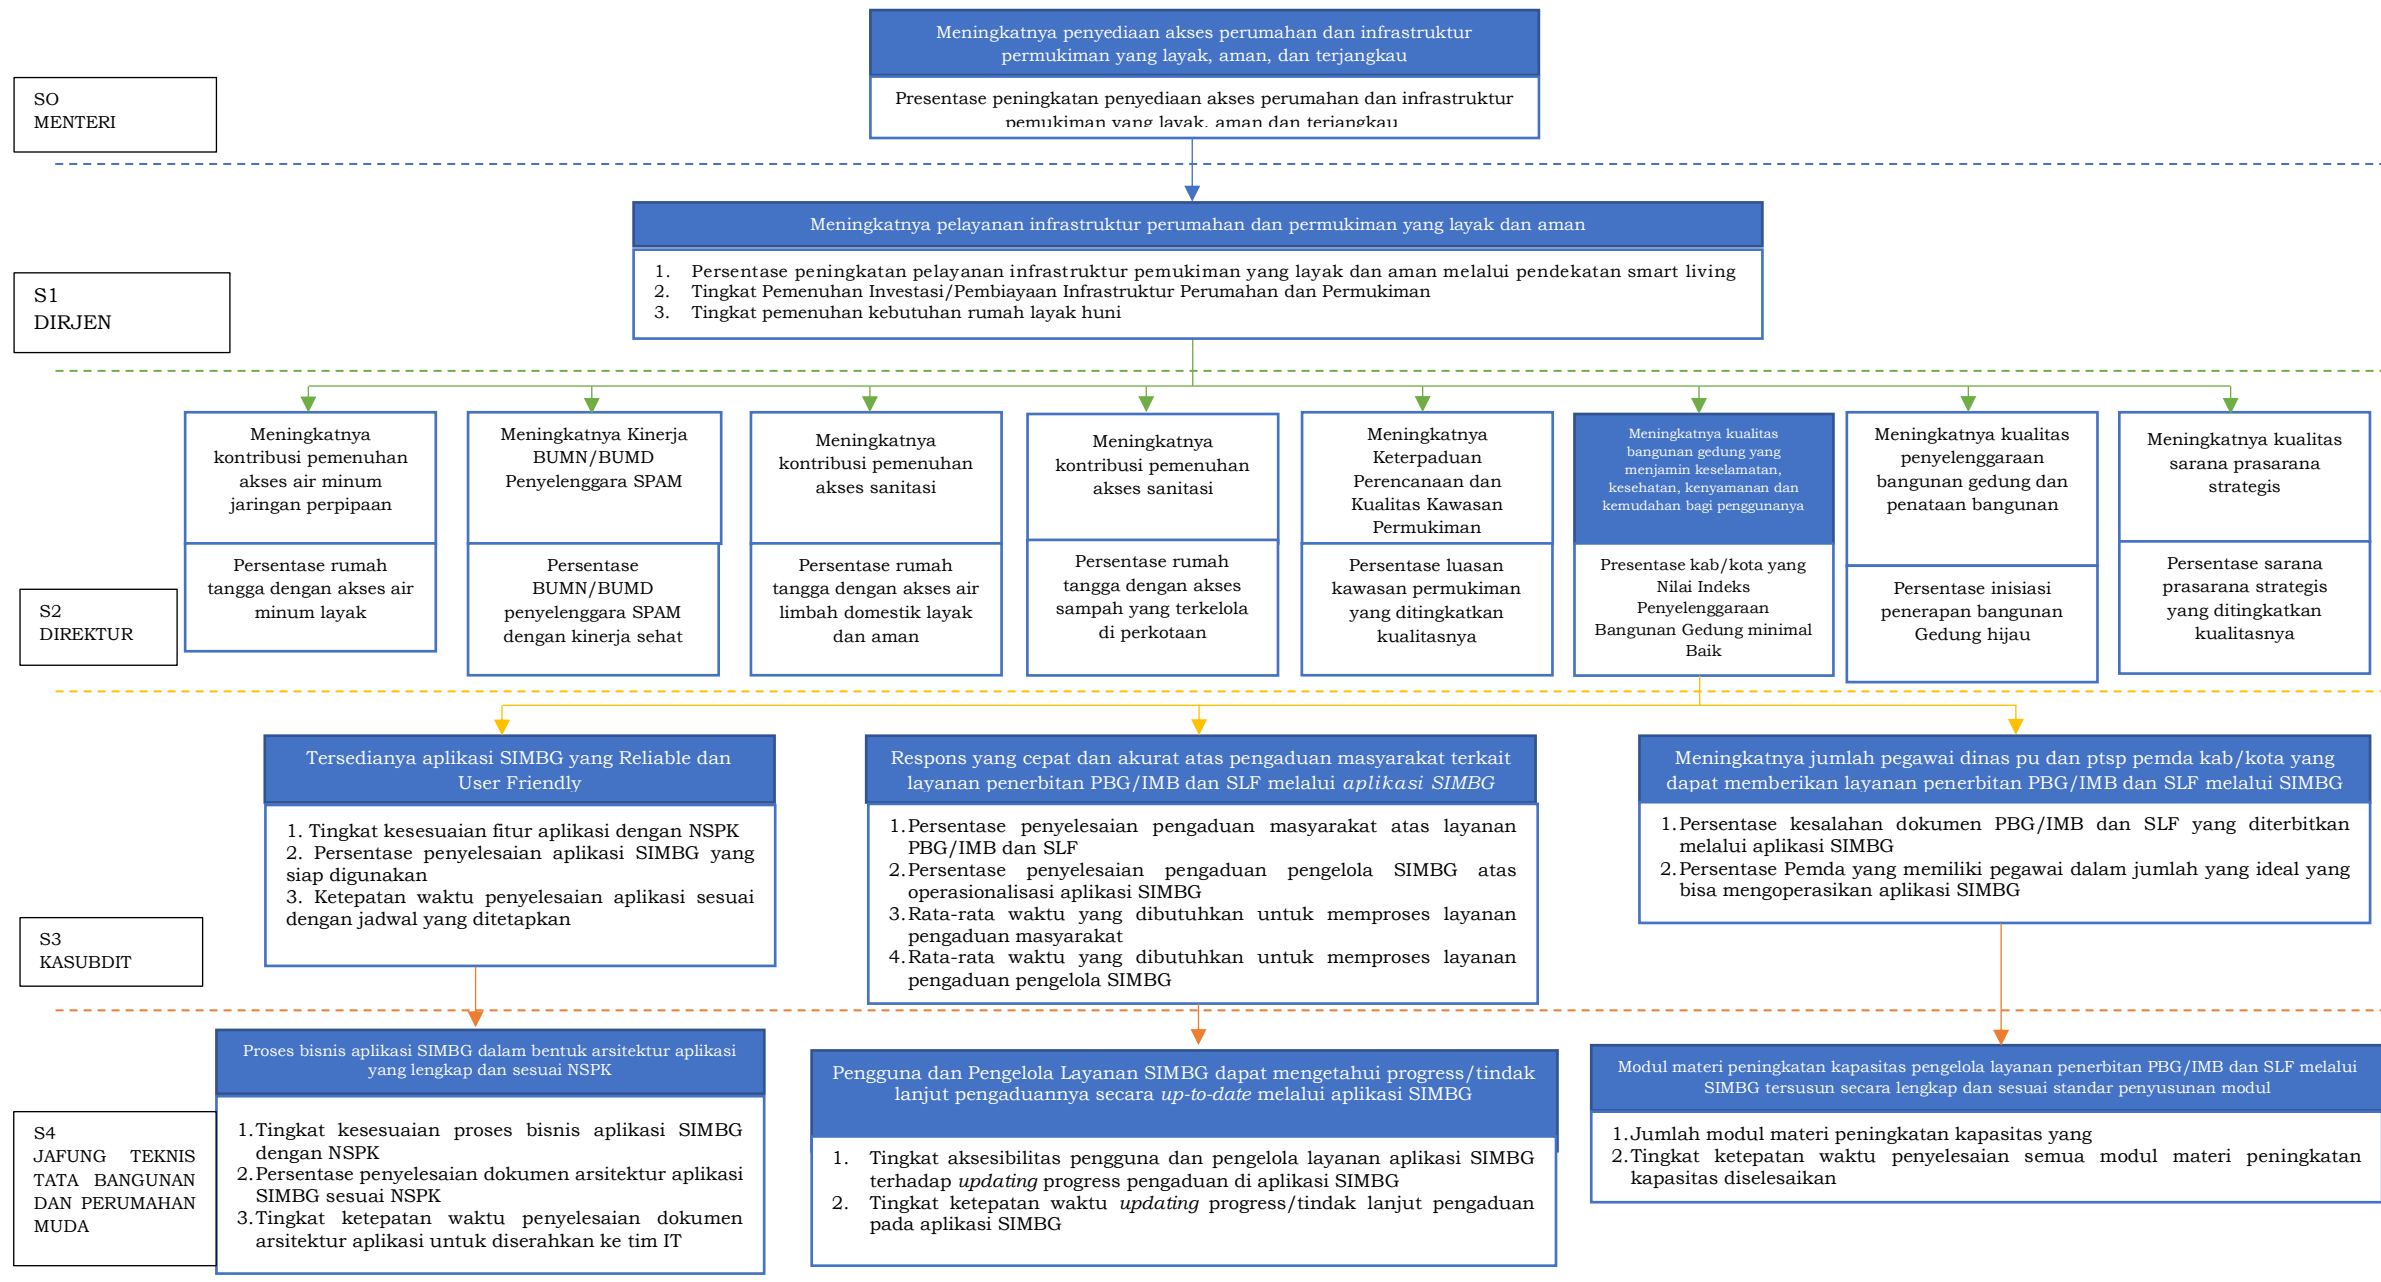 Meningkatnya penyediaan akses perumahan dan infrastruktur
permukiman yang layak, aman, dan terjangkau
Presentase peningkatan penyediaan akses perumahan dan infrastruktur
pemukiman yang layak, aman dan terjangkau
SO
MENTERI
Meningkatnya pelayanan infrastruktur perumahan dan permukiman yang layak dan aman
1. Persentase peningkatan pelayanan infrastruktur pemukiman yang layak dan aman melalui pendekatan smart living
2. Tingkat Pemenuhan Investasi/Pembiayaan Infrastruktur Perumahan dan Permukiman
3. Tingkat pemenuhan kebutuhan rumah layak huni
S1
DIRJEN
Meningkatnya
kontribusi pemenuhan
akses air minum
jaringan perpipaan
Persentase rumah
tangga dengan akses air
minum layak
Meningkatnya Kinerja
BUMN/BUMD
Penyelenggara SPAM
Persentase
BUMN/BUMD
penyelenggara SPAM
dengan kinerja sehat
Meningkatnya
kontribusi pemenuhan
akses sanitasi
Persentase rumah
tangga dengan akses air
limbah domestik layak
dan aman
Meningkatnya
kontribusi pemenuhan
akses sanitasi
Persentase rumah
tangga dengan akses
sampah yang terkelola
di perkotaan
Meningkatnya
Keterpaduan
Perencanaan dan
Kualitas Kawasan
Permukiman
Persentase luasan
kawasan permukiman
yang ditingkatkan
kualitasnya
Meningkatnya kualitas
bangunan gedung yang
menjamin keselamatan,
kesehatan, kenyamanan dan
kemudahan bagi penggunanya
Presentase kab/kota yang
Nilai Indeks
Penyelenggaraan
Bangunan Gedung minimal
Baik
Meningkatnya kualitas
penyelenggaraan
bangunan gedung dan
penataan bangunan
Persentase inisiasi
penerapan bangunan
Gedung hijau
Meningkatnya kualitas
sarana prasarana
strategis
Persentase sarana
prasarana strategis
yang ditingkatkan
kualitasnya
S2
DIREKTUR
Tersedianya aplikasi SIMBG yang Reliable dan
User Friendly
1. Tingkat kesesuaian fitur aplikasi dengan NSPK
2. Persentase penyelesaian aplikasi SIMBG yang
siap digunakan
3. Ketepatan waktu penyelesaian aplikasi sesuai
dengan jadwal yang ditetapkan
Respons yang cepat dan akurat atas pengaduan masyarakat terkait
layanan penerbitan PBG/IMB dan SLF melalui aplikasi SIMBG
1.Persentase penyelesaian pengaduan masyarakat atas layanan
PBG/IMB dan SLF
2.Persentase penyelesaian pengaduan pengelola SIMBG atas
operasionalisasi aplikasi SIMBG
3.Rata-rata waktu yang dibutuhkan untuk memproses layanan
pengaduan masyarakat
4.Rata-rata waktu yang dibutuhkan untuk memproses layanan
pengaduan pengelola SIMBG
Meningkatnya jumlah pegawai dinas pu dan ptsp pemda kab/kota yang
dapat memberikan layanan penerbitan PBG/IMB dan SLF melalui SIMBG
1.Persentase kesalahan dokumen PBG/IMB dan SLF yang diterbitkan
melalui aplikasi SIMBG
2.Persentase Pemda yang memiliki pegawai dalam jumlah yang ideal yang
bisa mengoperasikan aplikasi SIMBG
S3
KASUBDIT
Proses bisnis aplikasi SIMBG dalam bentuk arsitektur aplikasi
yang lengkap dan sesuai NSPK
1.Tingkat kesesuaian proses bisnis aplikasi SIMBG
dengan NSPK
2.Persentase penyelesaian dokumen arsitektur aplikasi
SIMBG sesuai NSPK
3.Tingkat ketepatan waktu penyelesaian dokumen
arsitektur aplikasi untuk diserahkan ke tim IT
Pengguna dan Pengelola Layanan SIMBG dapat mengetahui progress/tindak
lanjut pengaduannya secara up-to-date melalui aplikasi SIMBG
1. Tingkat aksesibilitas pengguna dan pengelola layanan aplikasi SIMBG
terhadap updating progress pengaduan di aplikasi SIMBG
2. Tingkat ketepatan waktu updating progress/tindak lanjut pengaduan
pada aplikasi SIMBG
Modul materi peningkatan kapasitas pengelola layanan penerbitan PBG/IMB dan SLF melalui
SIMBG tersusun secara lengkap dan sesuai standar penyusunan modul
1.Jumlah modul materi peningkatan kapasitas yang
2.Tingkat ketepatan waktu penyelesaian semua modul materi peningkatan
kapasitas diselesaikan
S4
JAFUNG TEKNIS
TATA BANGUNAN
DAN PERUMAHAN
MUDA